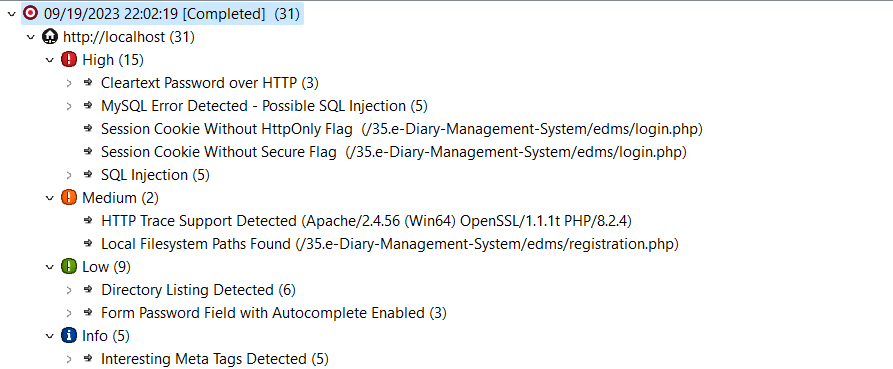 09/19/2023 22:02:19 [Completed] (31)
http://localhost (31)
High (15)
Cleartext Password over HTTP (3)
MySQL Error Detected - Possible SQL Injection (5)
Session Cookie Without HttpOnly Flag (/35.e-Diary-Management-System/edms/login.php)
Session Cookie Without Secure Flag (/35.e-Diary-Management-System/edms/login.php)
SQL Injection (5)
Medium (2)
HTTP Trace Support Detected (Apache/2.4.56 (Win64) OpenSSL/1.1.1t PHP/8.2.4)
Local Filesystem Paths Found (/35.e-Diary-Management-System/edms/registration.php)
Low (9)
Directory Listing Detected (6)
Form Password Field with Autocomplete Enabled (3)
Info (5)
Interesting Meta Tags Detected (5)